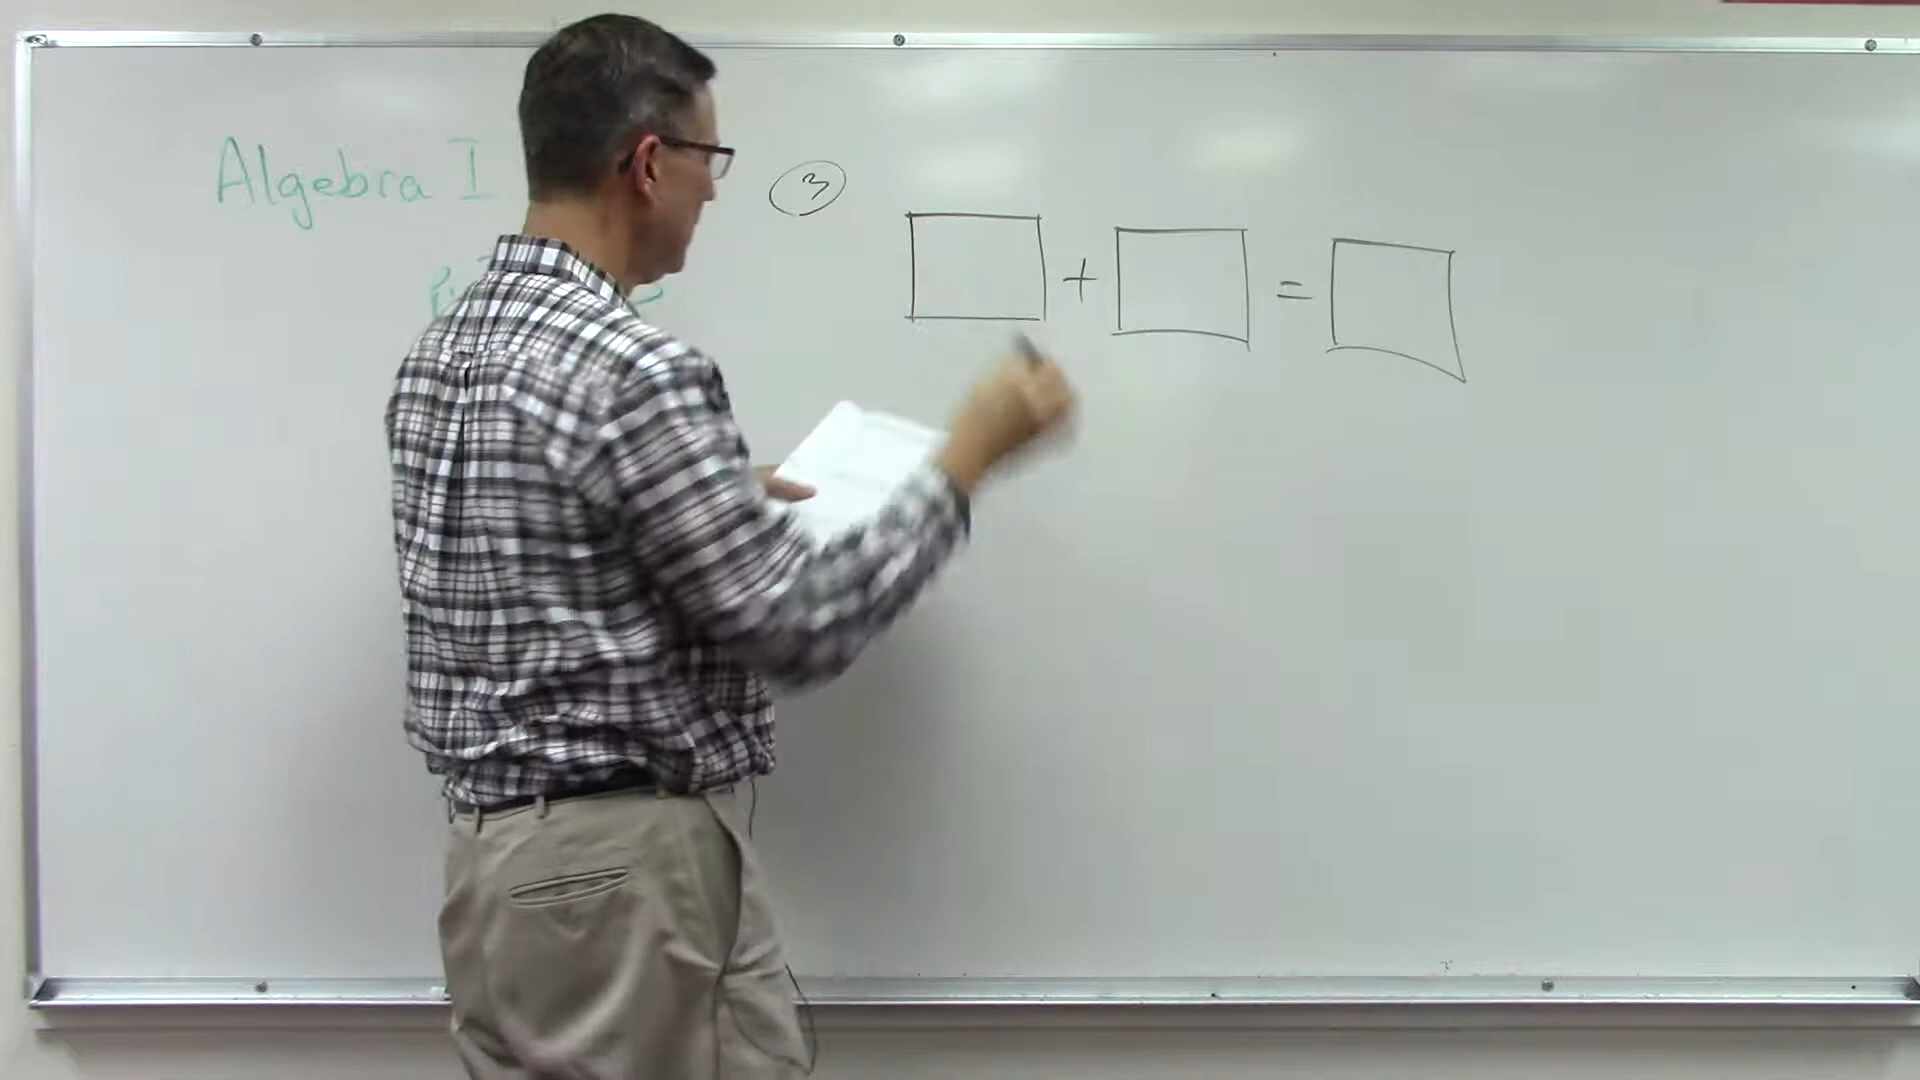 Algebra I
3
+ =